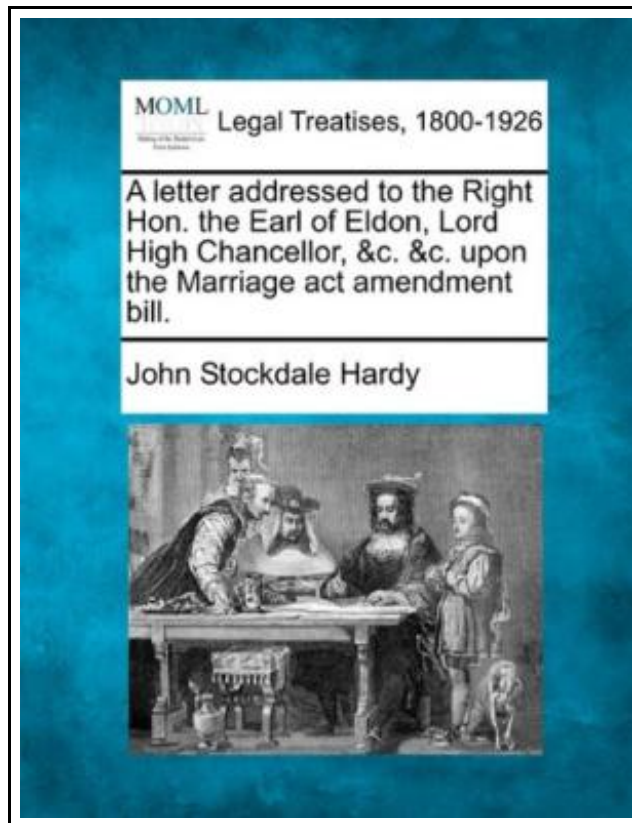 MOML
Legal Treatises, 1800-1926
A letter addressed to the Right
Hon. the Earl of Eldon, Lord
High Chancellor, &c. &c. upon
the Marriage act amendment
bill.
John Stockdale Hardy